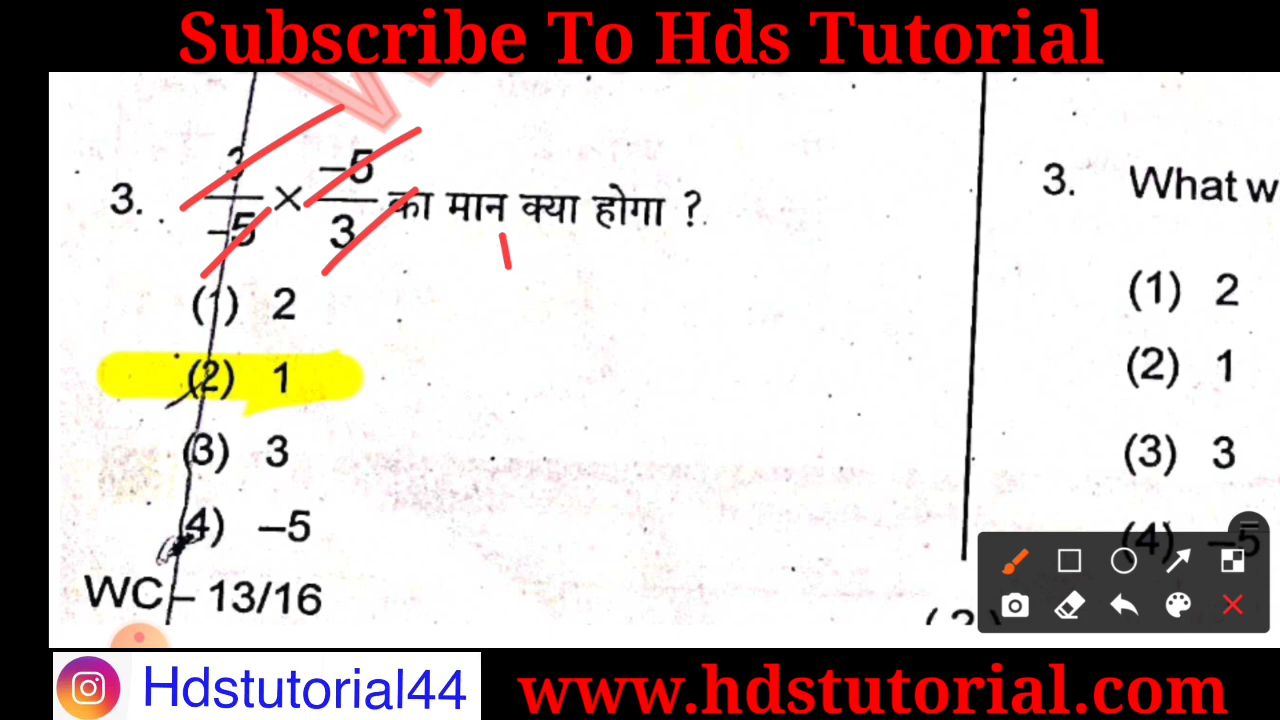 Subscribe To Hds Tutorial
3. 3/-5 × -5/3 का मान क्या होगा ?
(1) 2
(2) 1
(3) 3
(4) –5
WC – 13/16
3. What w
(1) 2
(2) 1
(3) 3
(4) –5
Hdstutorial44
www.hdstutorial.com